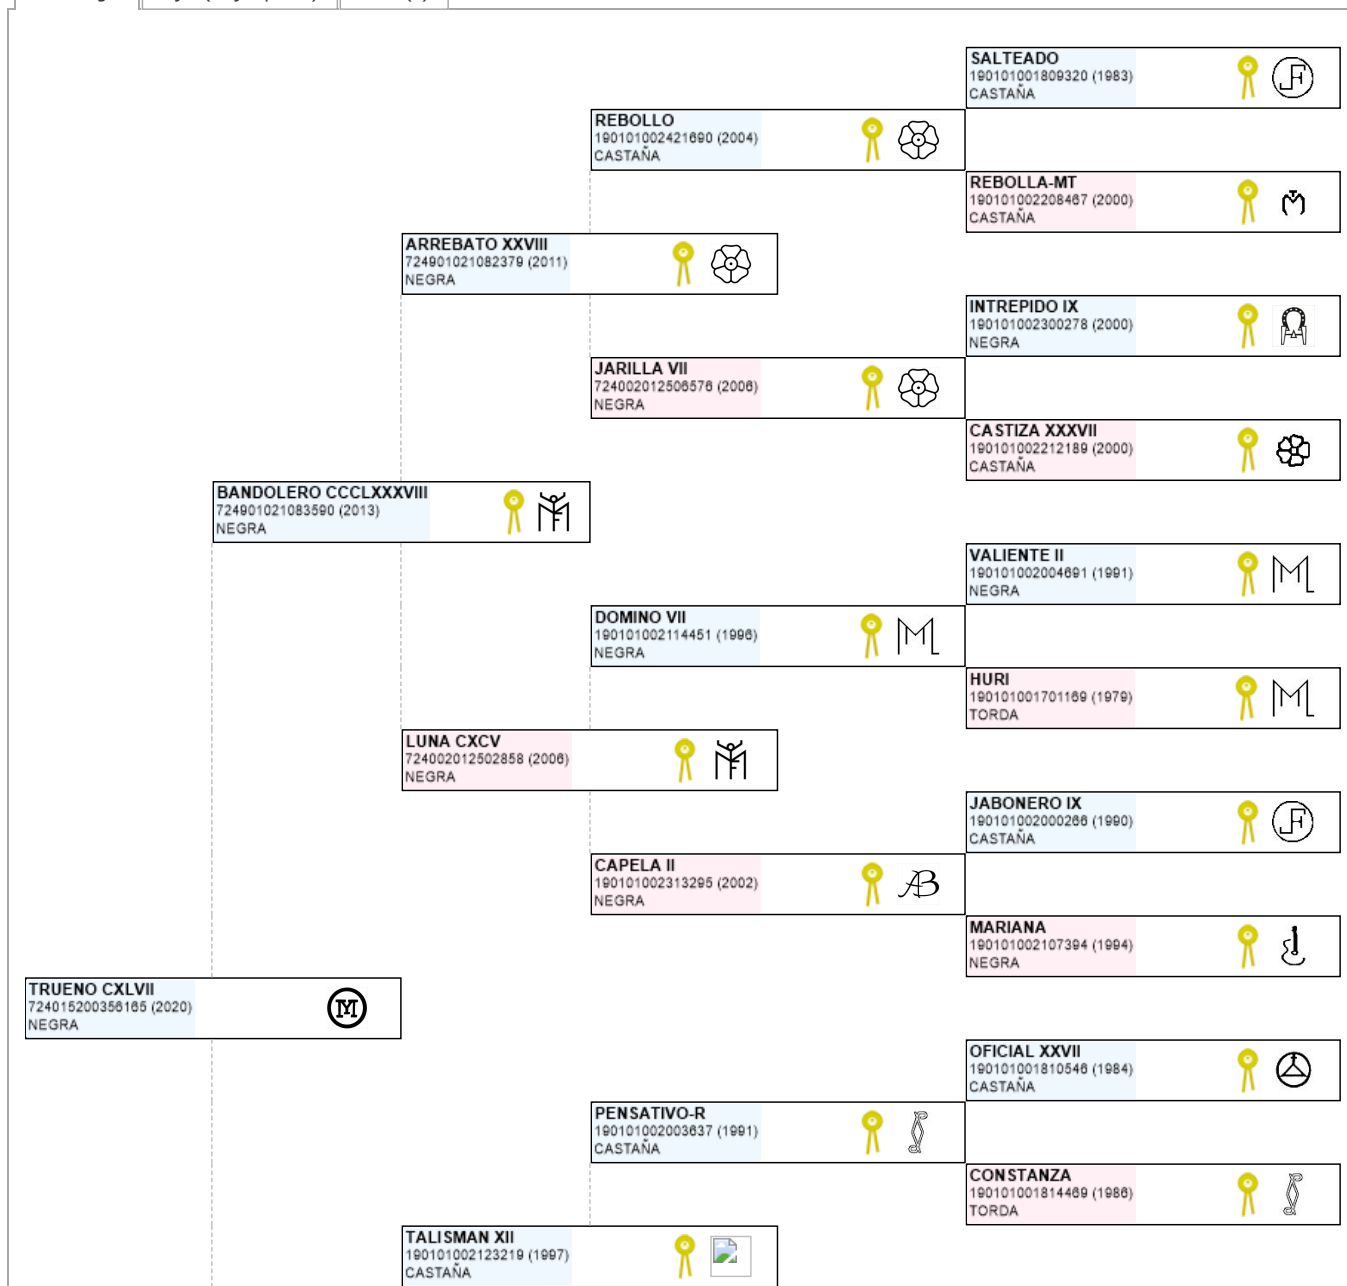 SALTEADO
190101001809320 (1983)
CASTAÑA
REBOLLO
190101002421690 (2004)
CASTAÑA
REBOLLA-MT
190101002208467 (2000)
CASTAÑA
ARREBATO XXVIII
724901021082379 (2011)
NEGRA
INTREPIDO IX
190101002300278 (2000)
NEGRA
JARILLA VII
724002012506576 (2006)
NEGRA
CASTIZA XXXVII
190101002212189 (2000)
CASTAÑA
BANDOLERO CCCLXXXVIII
724901021083590 (2013)
NEGRA
VALIENTE II
190101002004691 (1991)
NEGRA
DOMINO VII
190101002114451 (1996)
NEGRA
HURI
190101001701169 (1979)
TORDA
LUNA CXCV
724002012502858 (2006)
NEGRA
JABONERO IX
190101002000266 (1990)
CASTAÑA
CAPELA II
190101002313295 (2002)
NEGRA
MARIANA
190101002107394 (1994)
NEGRA
TRUENO CXLVII
724015200356165 (2020)
NEGRA
OFICIAL XXVII
190101001810546 (1984)
CASTAÑA
PENSATIVO-R
190101002003637 (1991)
CASTAÑA
CONSTANZA
190101001814469 (1986)
TORDA
TALISMAN XII
190101002123219 (1997)
CASTAÑA